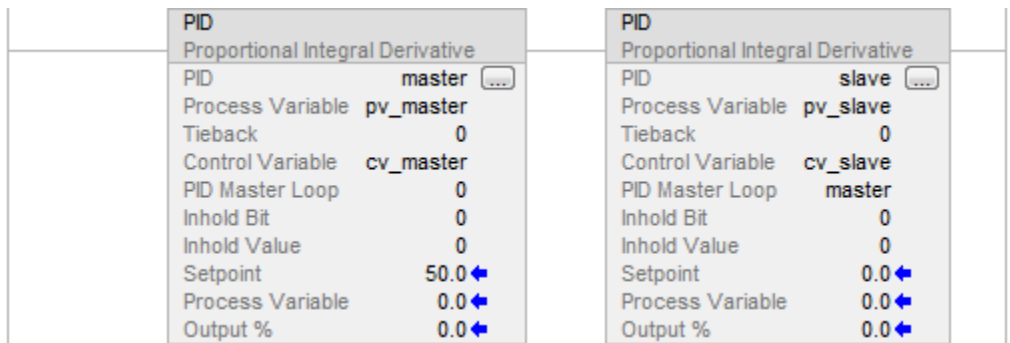 PID
Proportional Integral Derivative
PID master ...
Process Variable pv_master
Tieback 0
Control Variable cv_master
PID Master Loop 0
Inhold Bit 0
Inhold Value 0
Setpoint 50.0
Process Variable 0.0
Output % 0.0
PID
Proportional Integral Derivative
PID slave ...
Process Variable pv_slave
Tieback 0
Control Variable cv_slave
PID Master Loop master
Inhold Bit 0
Inhold Value 0
Setpoint 0.0
Process Variable 0.0
Output % 0.0